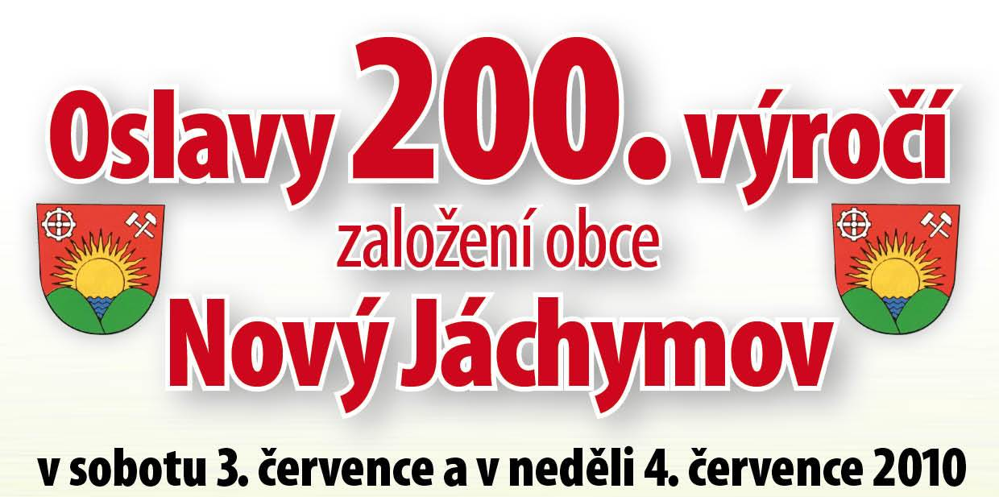 Oslavy 200. výročí
založení obce
Nový Jáchymov
v sobotu 3. července a v neděli 4. července 2010